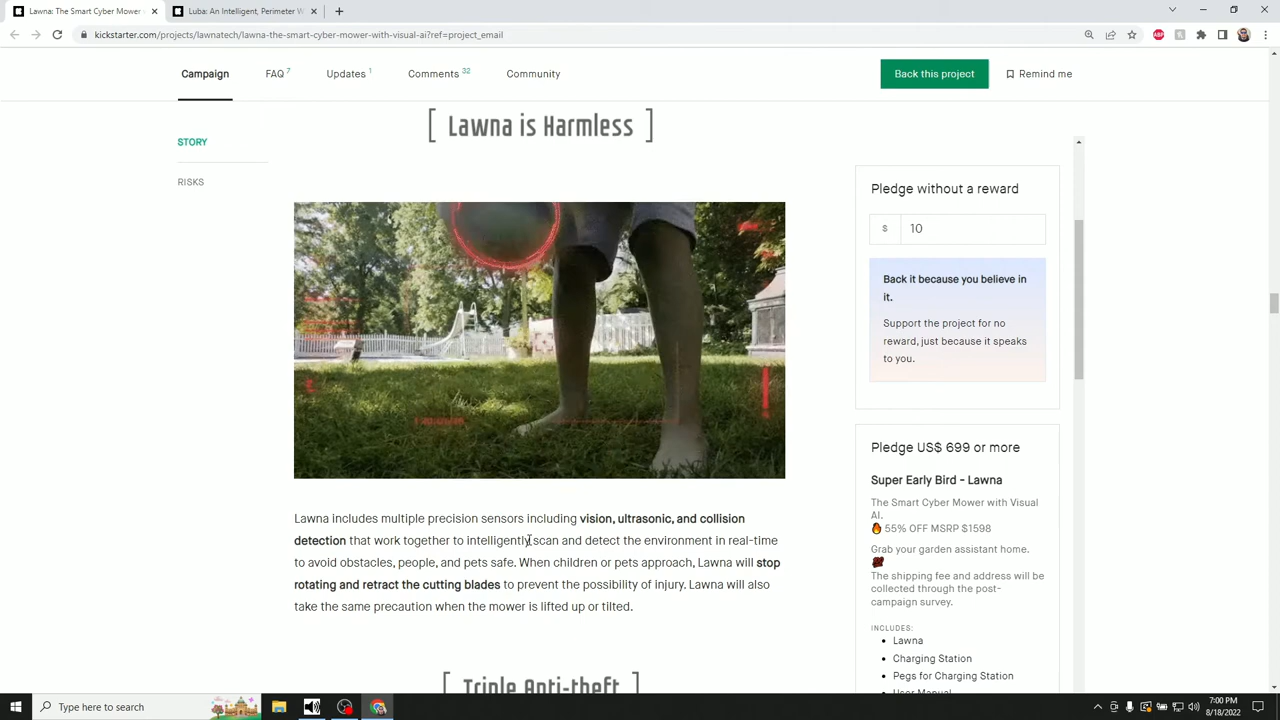 Lawna: The Smart Cyber Mower
Luba: An Intelligent, Perimeter W
kickstarter.com/projects/lawnatech/lawna-the-smart-cyber-mower-with-visual-ai?ref=project_email
Campaign
FAQ 7
Updates 1
Comments 32
Community
Back this project
Remind me
STORY
RISKS
[ Lawna is Harmless ]
Lawna includes multiple precision sensors including vision, ultrasonic, and collision
detection that work together to intelligently scan and detect the environment in real-time
to avoid obstacles, people, and pets safe. When children or pets approach, Lawna will stop
rotating and retract the cutting blades to prevent the possibility of injury. Lawna will also
take the same precaution when the mower is lifted up or tilted.
[ Triple Anti-theft ]
Pledge without a reward
$ 10
Back it because you believe in
it.
Support the project for no
reward, just because it speaks
to you.
Pledge US$ 699 or more
Super Early Bird - Lawna
The Smart Cyber Mower with Visual
AI.
🔥 55% OFF MSRP $1598
Grab your garden assistant home.
The shipping fee and address will be
collected through the post-
campaign survey.
INCLUDES:
• Lawna
• Charging Station
• Pegs for Charging Station
• User Manual
Type here to search
7:00 PM
8/18/2022